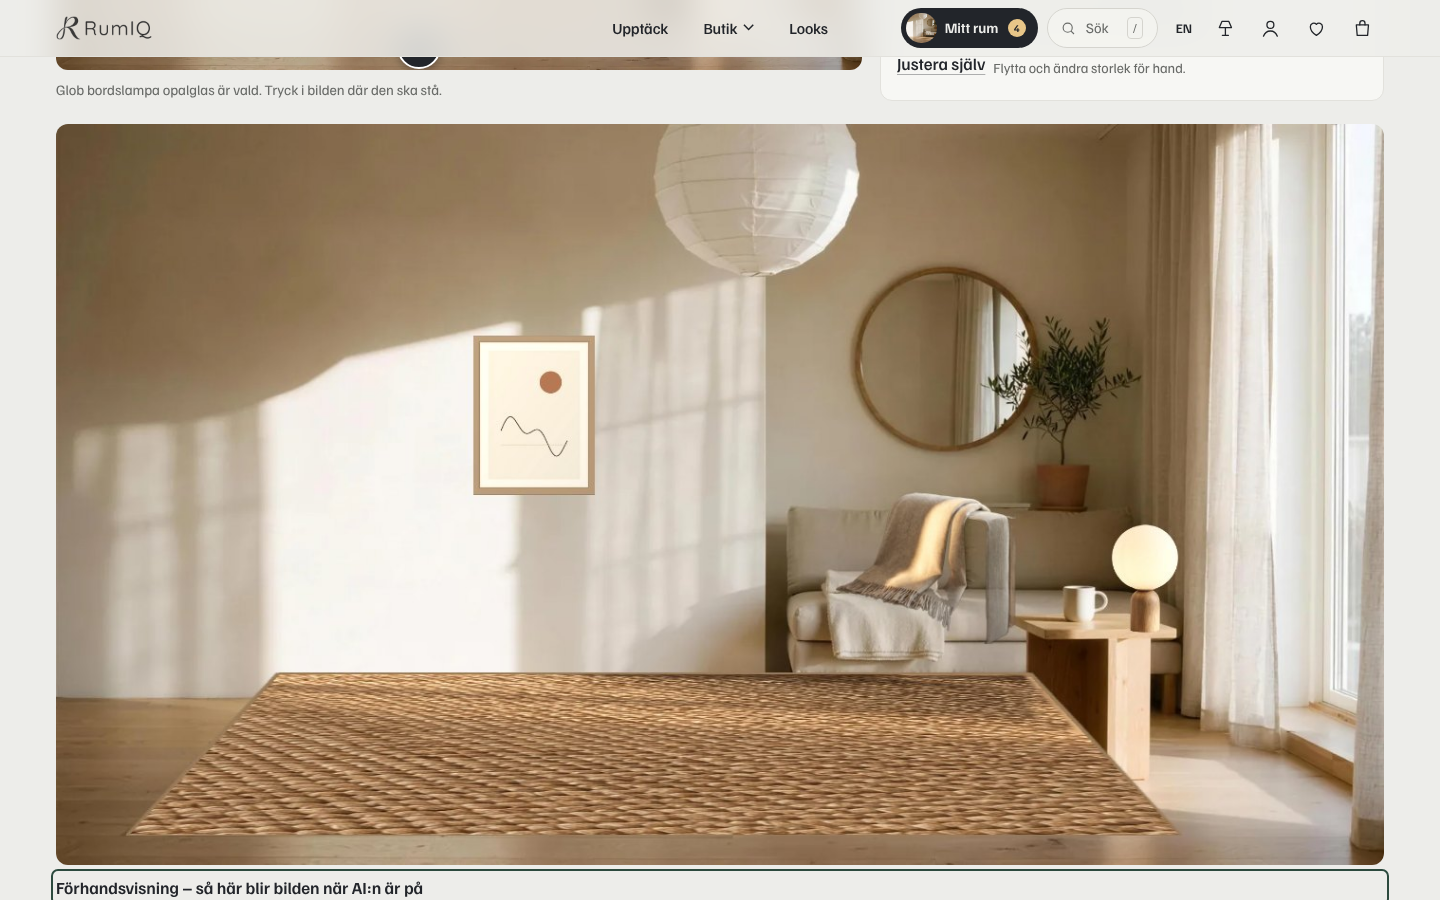 RumIQ
Upptäck
Butik
Looks
Mitt rum
4
Sök
/
EN
Justera själv
Flytta och ändra storlek för hand.
Glob bordslampa opalglas är vald. Tryck i bilden där den ska stå.
Förhandsvisning – så här blir bilden när AI:n är på